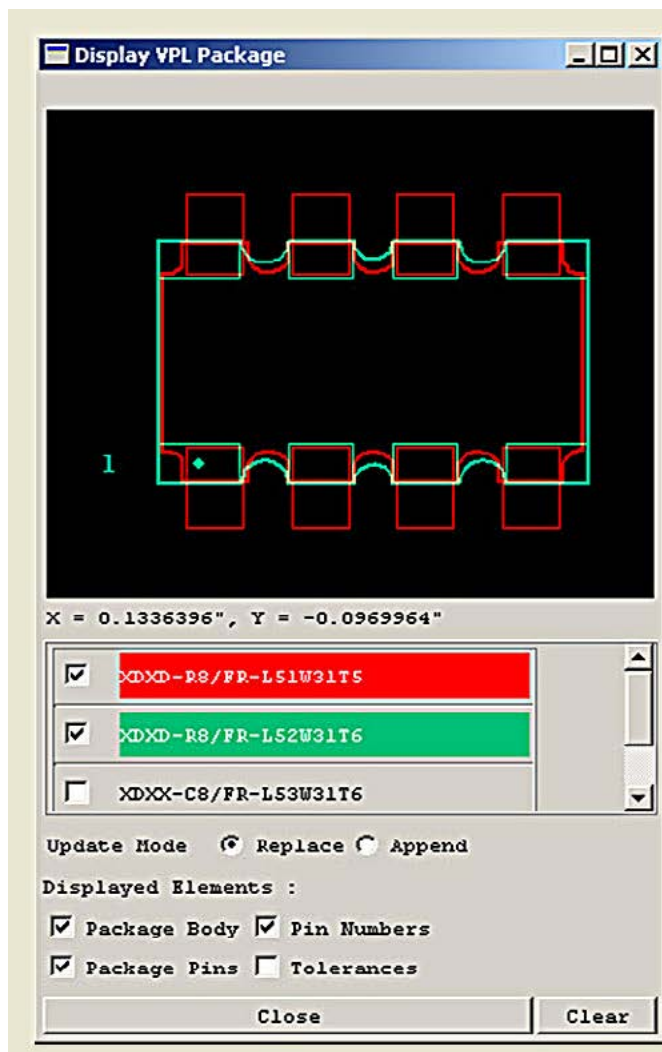 Display VPL Package
1
X = 0.1336396", Y = -0.0969964"
XDXD-R8/FR-L51W31T5
XDXD-R8/FR-L52W31T6
XDXX-C8/FR-L53W31T6
Update Mode Replace Append
Displayed Elements :
Package Body Pin Numbers
Package Pins Tolerances
Close Clear